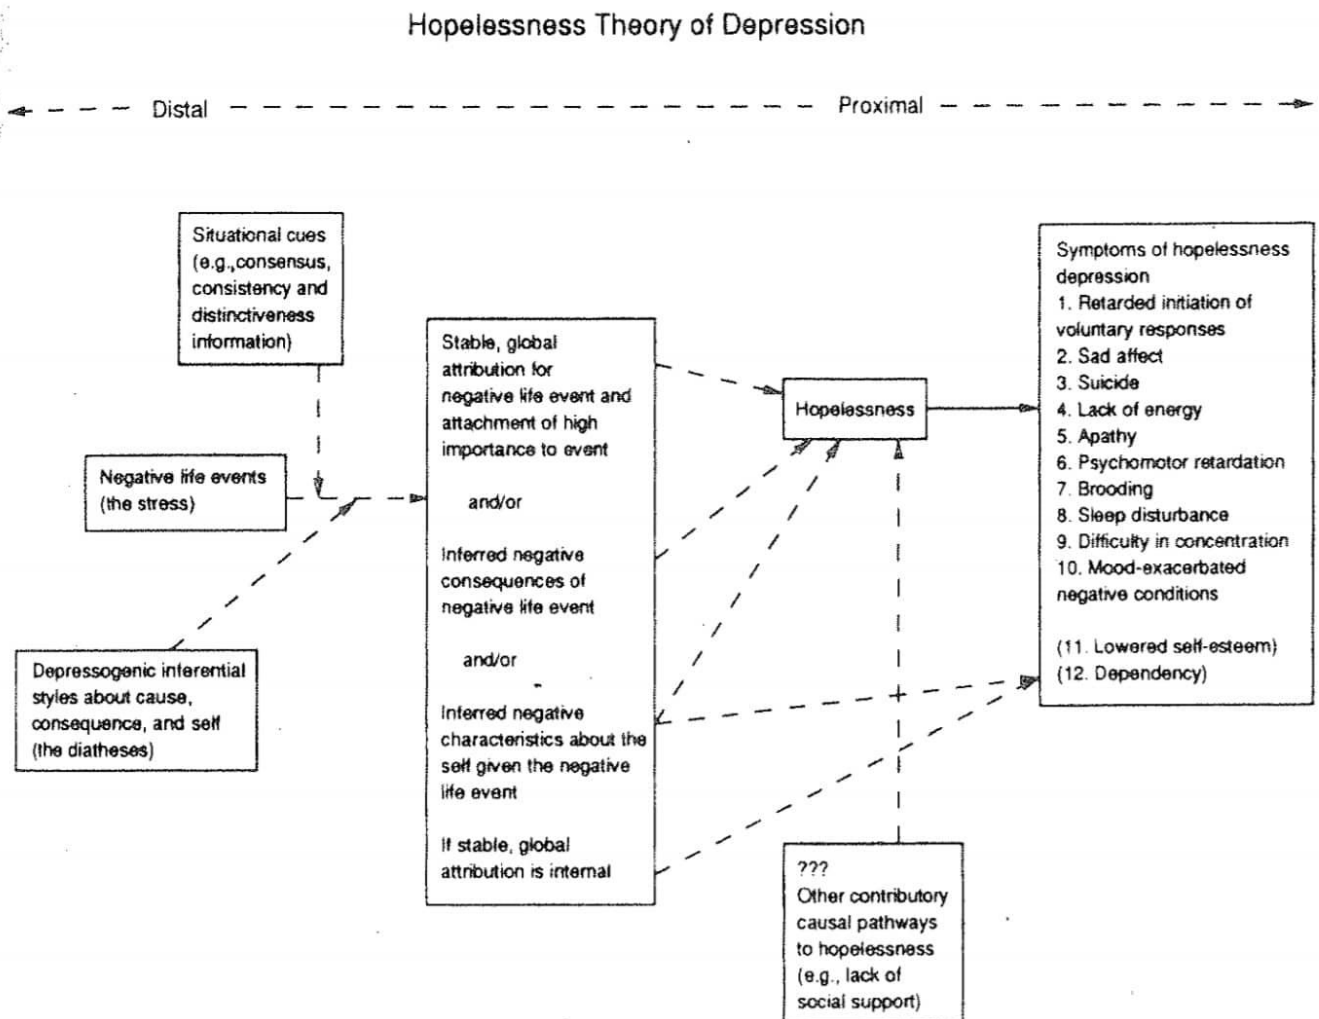 Hopelessness Theory of Depression
Distal
Proximal
Situational cues
(e.g.,consensus,
consistency and
distinctiveness
information)
Negative life events
(the stress)
Depressogenic inferential
styles about cause,
consequence, and self
(the diatheses)
Stable, global
attribution for
negative life event and
attachment of high
importance to event
and/or
Inferred negative
consequences of
negative life event
and/or
Inferred negative
characteristics about the
self given the negative
life event
If stable, global
attribution is internal
Hopelessness
???
Other contributory
causal pathways
to hopelessness
(e.g., lack of
social support)
Symptoms of hopelessness
depression
1. Retarded initiation of
voluntary responses
2. Sad affect
3. Suicide
4. Lack of energy
5. Apathy
6. Psychomotor retardation
7. Brooding
8. Sleep disturbance
9. Difficulty in concentration
10. Mood-exacerbated
negative conditions
(11. Lowered self-esteem)
(12. Dependency)